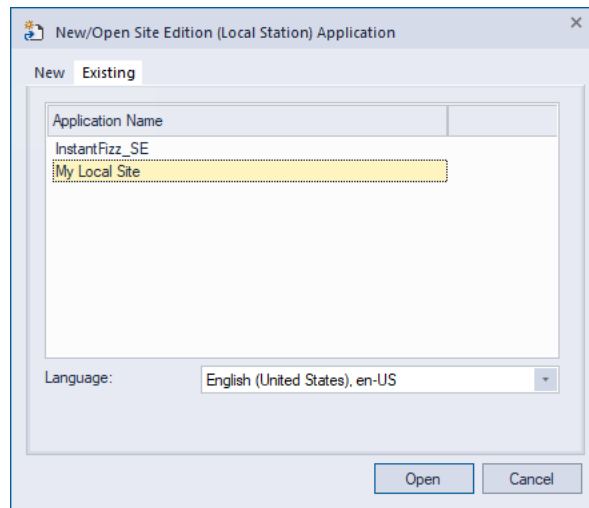 New/Open Site Edition (Local Station) Application
New Existing
Application Name
InstantFizz_SE
My Local Site
Language: English (United States), en-US
Open Cancel